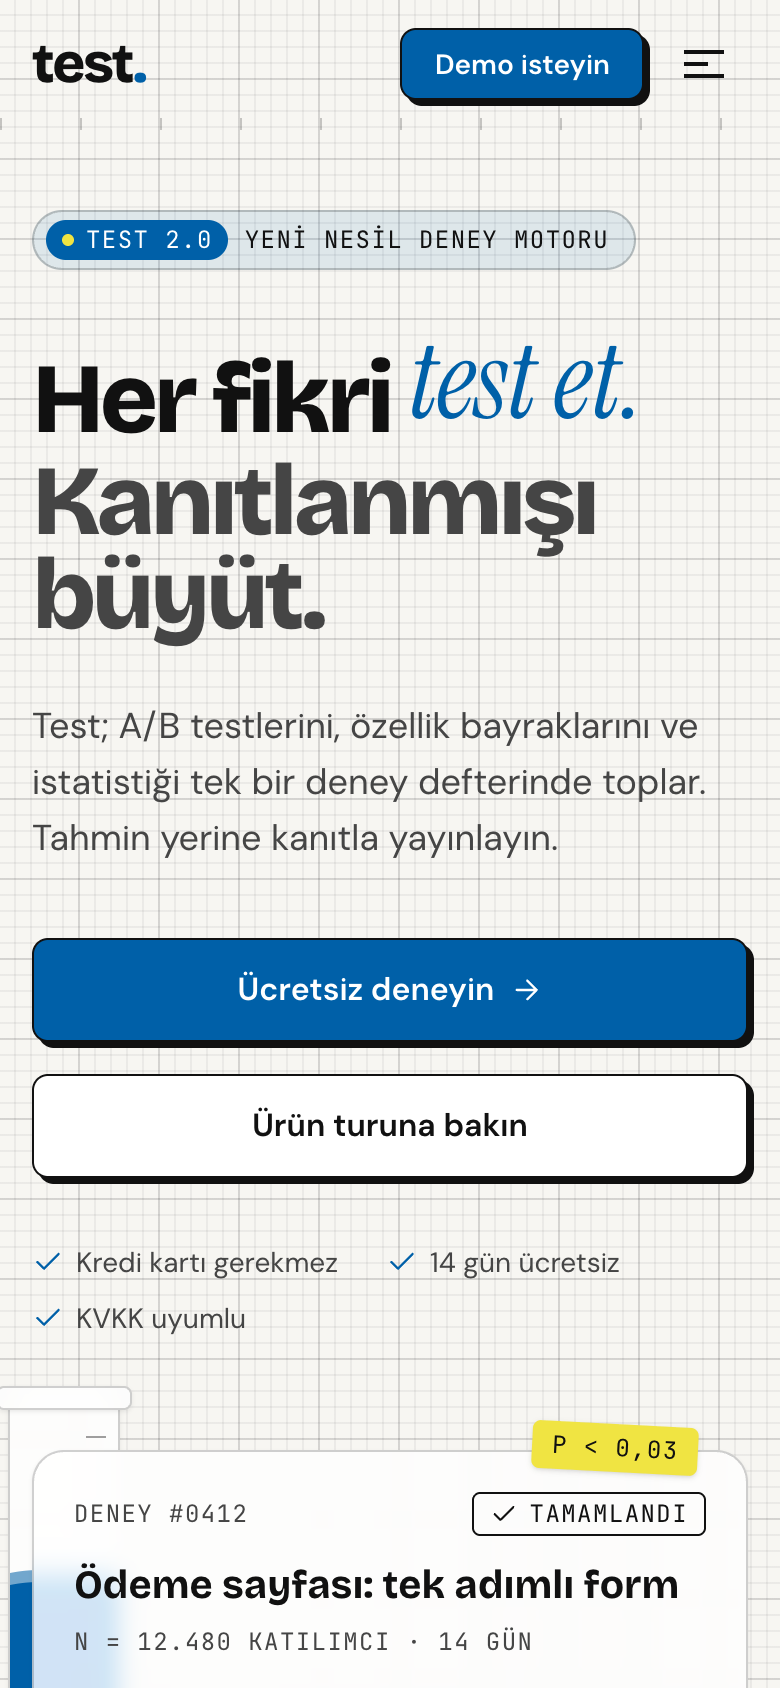 test.
Demo isteyin
TEST 2.0 YENİ NESİL DENEY MOTORU
Her fikri test et.
Kanıtlanmışı
büyüt.
Test; A/B testlerini, özellik bayraklarını ve
istatistiği tek bir deney defterinde toplar.
Tahmin yerine kanıtla yayınlayın.
Ücretsiz deneyin →
Ürün turuna bakın
Kredi kartı gerekmez
14 gün ücretsiz
KVKK uyumlu
P < 0,03
DENEY #0412
TAMAMLANDI
Ödeme sayfası: tek adımlı form
N = 12.480 KATILIMCI · 14 GÜN